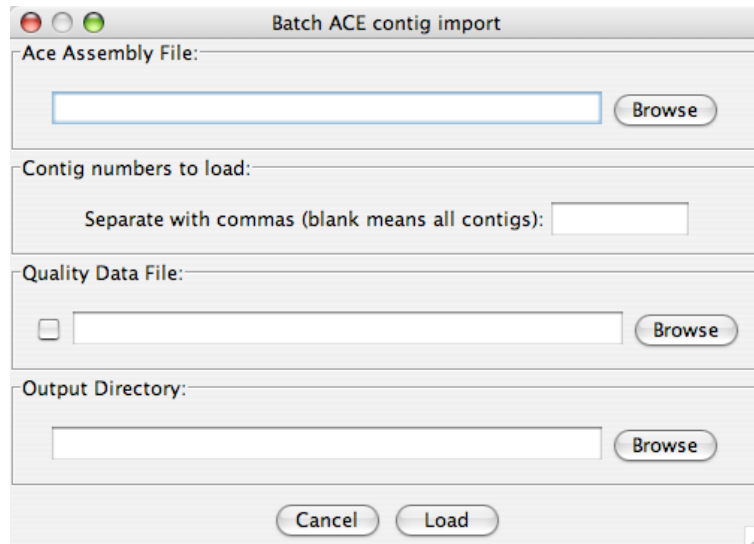 Batch ACE contig import
Ace Assembly File:
Browse
Contig numbers to load:
Separate with commas (blank means all contigs):
Quality Data File:
Browse
Output Directory:
Browse
Cancel Load